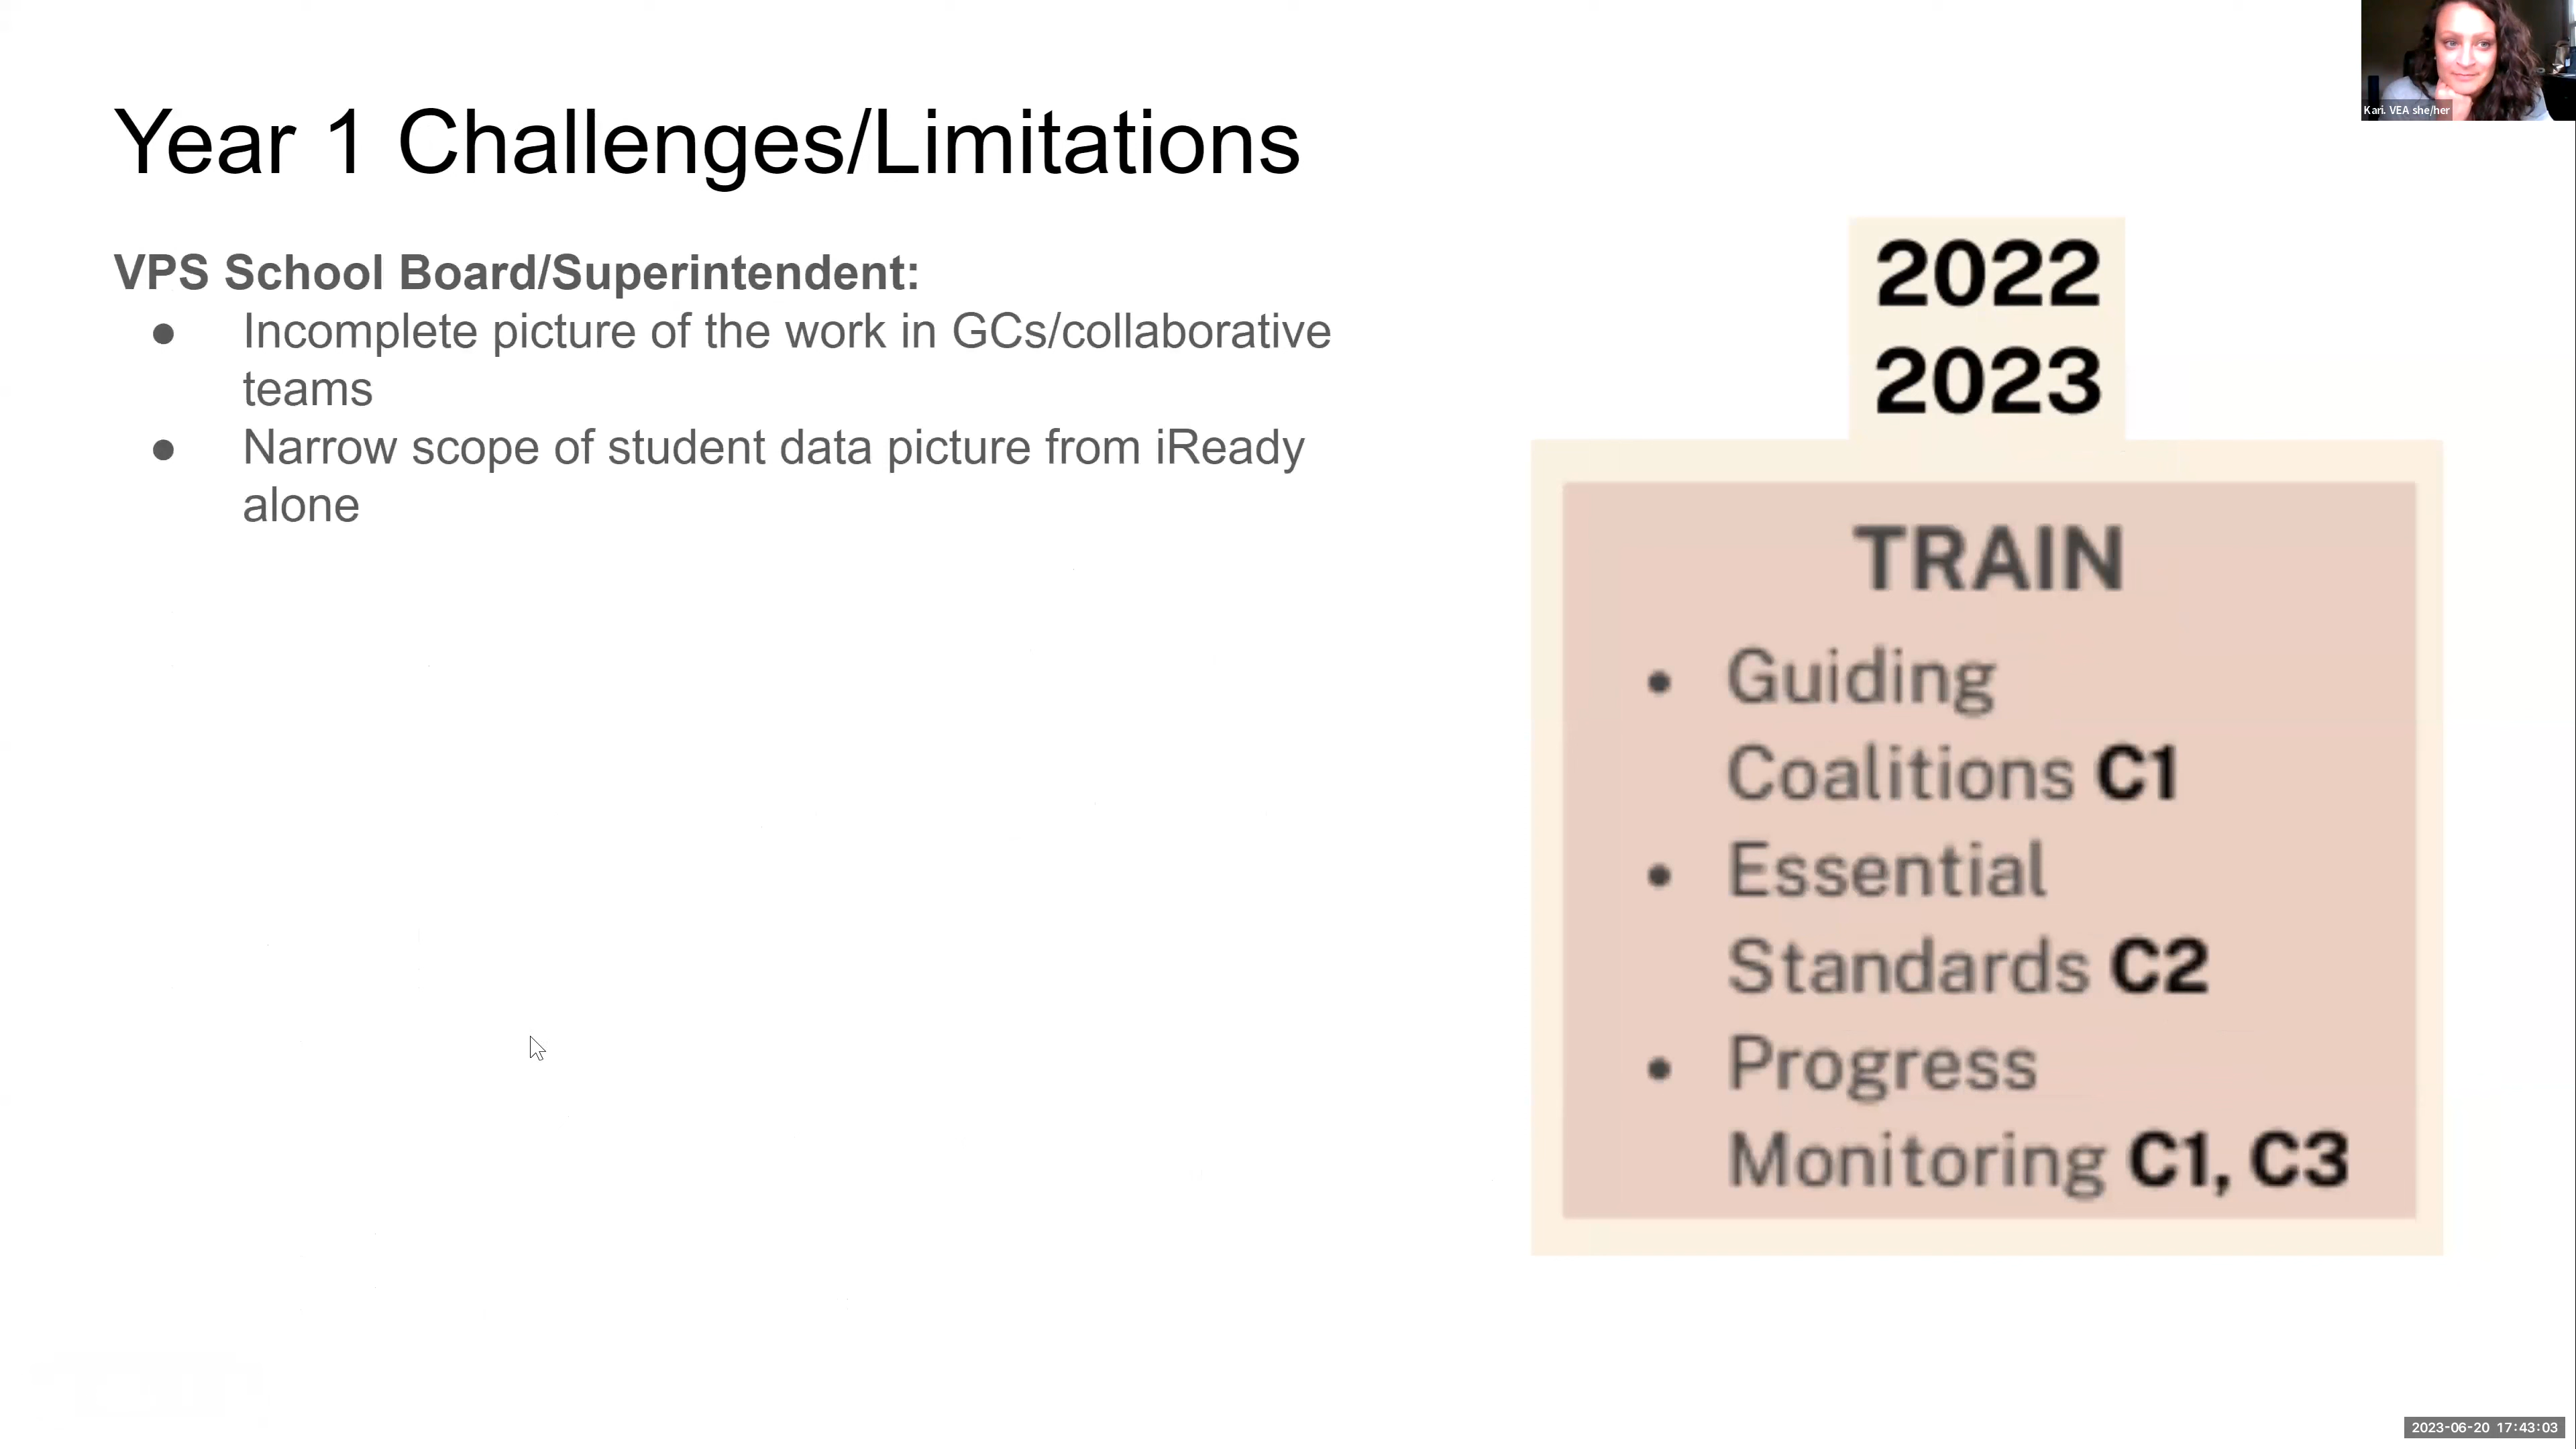 Year 1 Challenges/Limitations
VPS School Board/Superintendent:
● Incomplete picture of the work in GCs/collaborative
teams
● Narrow scope of student data picture from iReady
alone
2022
2023
TRAIN
• Guiding
Coalitions C1
• Essential
Standards C2
• Progress
Monitoring C1, C3
Kari. VEA she/her
2023-06-20 17:43:03